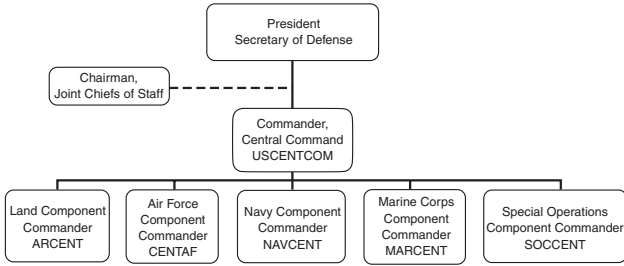 President
Secretary of Defense
Chairman,
Joint Chiefs of Staff
Commander,
Central Command
USCENTCOM
Land Component
Commander
ARCENT
Air Force
Component
Commander
CENTAF
Navy Component
Commander
NAVCENT
Marine Corps
Component
Commander
MARCENT
Special Operations
Component Commander
SOCCENT